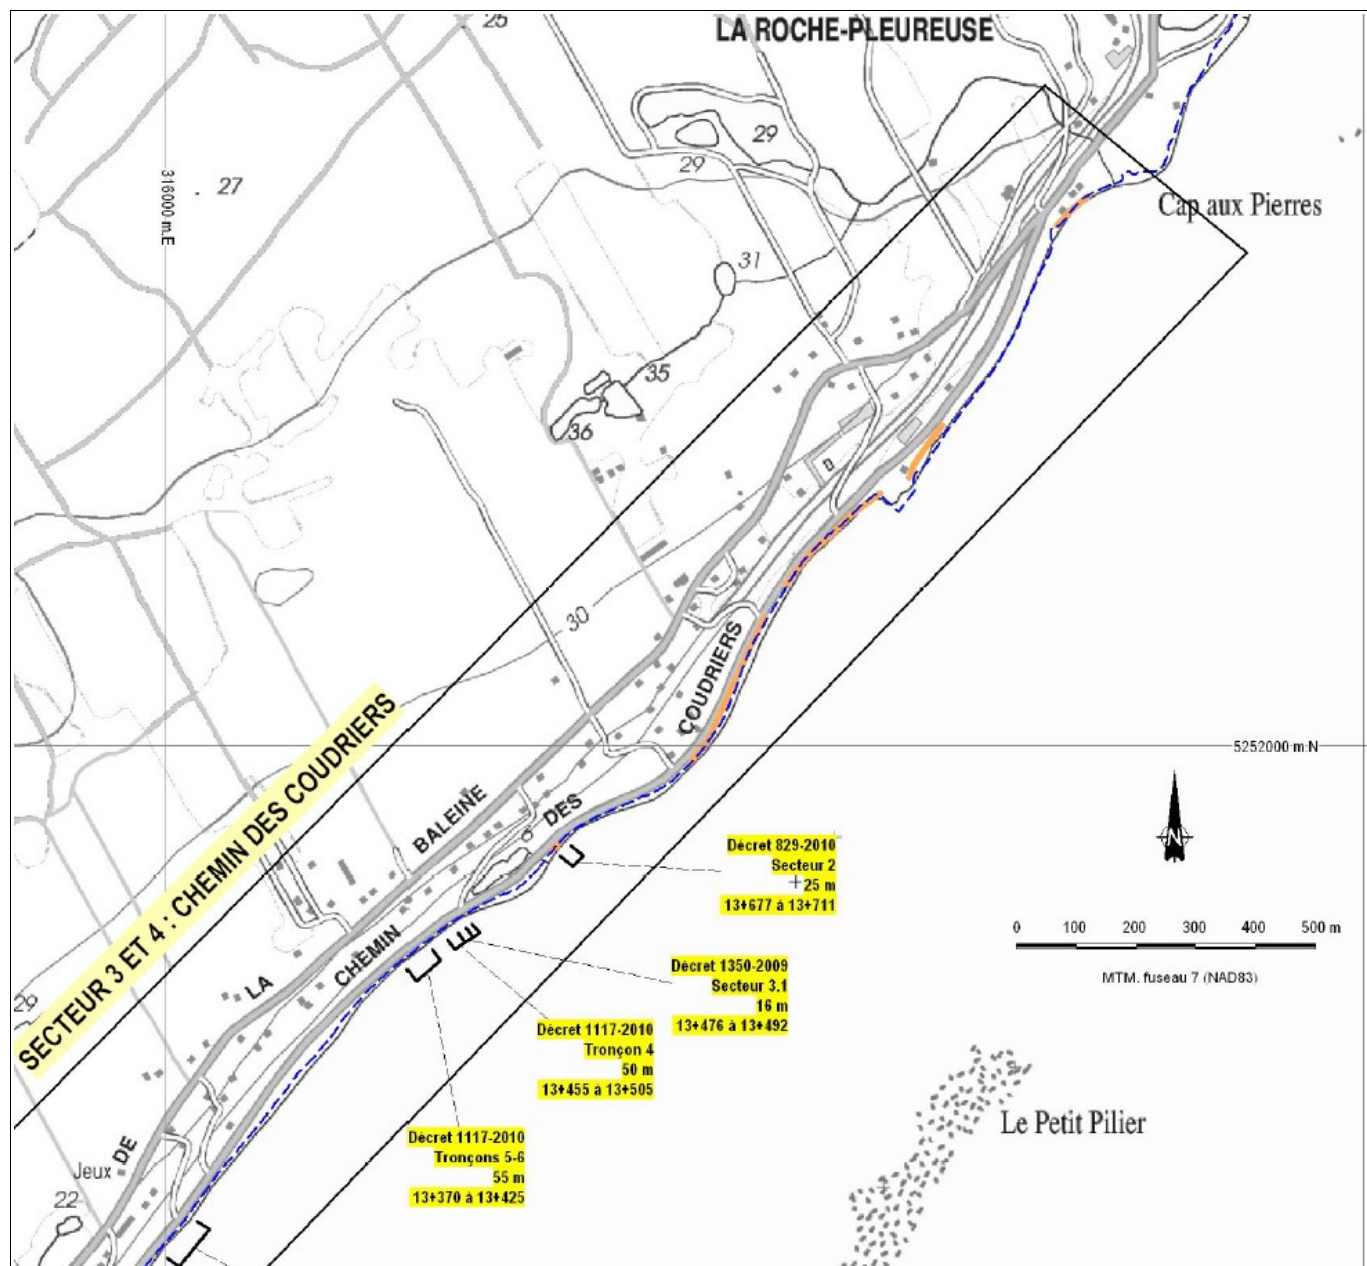 25
LA ROCHE-PLEUREUSE
29
29
27
316000 m.E
Cap aux Pierres
31
35
36
D
30
COUDRIERS
SECTEUR 3 ET 4 : CHEMIN DES COUDRIERS
5252000 m.N
BALEINE
DES
6
N
Décret 829-2010
Secteur 2
25 m
13+677 à 13+711
CHEMIN
0 100 200 300 400 500 m
MTM. fuseau 7 (NAD83)
LA
29
Décret 1350-2009
Secteur 3.1
16 m
13+476 à 13+492
Décret 1117-2010
Tronçon 4
50 m
13+455 à 13+505
Le Petit Pilier
Décret 1117-2010
Tronçons 5-6
55 m
13+370 à 13+425
DE
Jeux
22